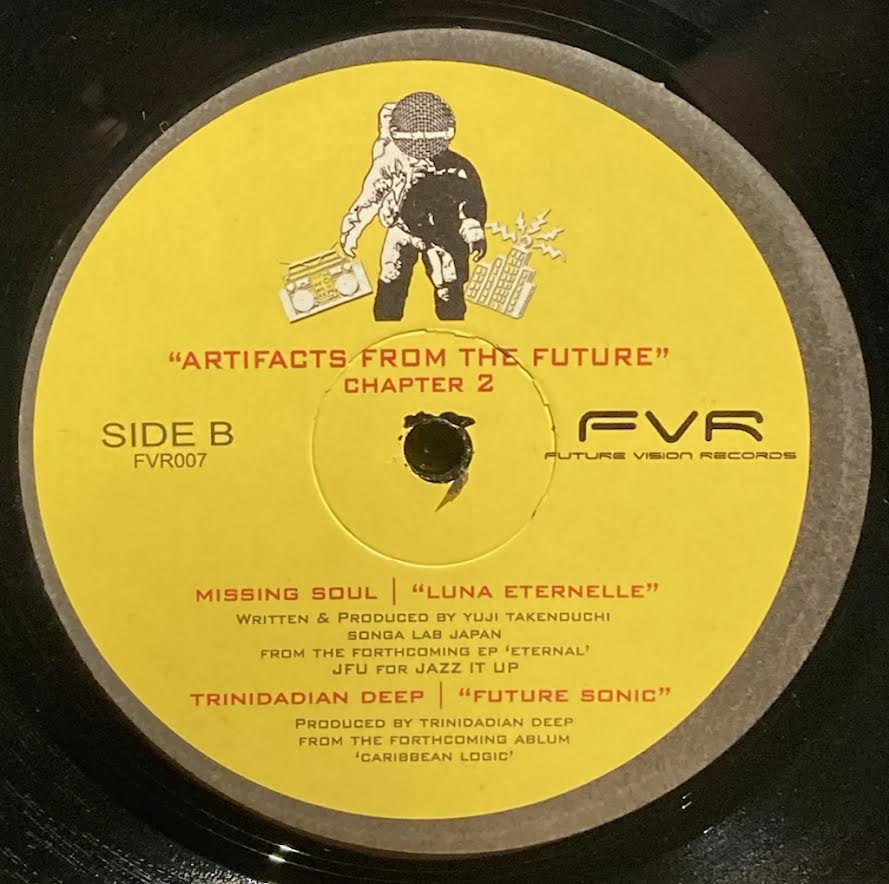 “ARTIFACTS FROM THE FUTURE”
CHAPTER 2
SIDE B
FVR007
FVR
FUTURE VISION RECORDS
MISSING SOUL | “LUNA ETERNELLE”
WRITTEN & PRODUCED BY YUJI TAKENOUCHI
SONGA LAB JAPAN
FROM THE FORTHCOMING EP ‘ETERNAL’
JFU FOR JAZZ IT UP
TRINIDADIAN DEEP | “FUTURE SONIC”
PRODUCED BY TRINIDADIAN DEEP
FROM THE FORTHCOMING ABLUM
‘CARIBBEAN LOGIC’